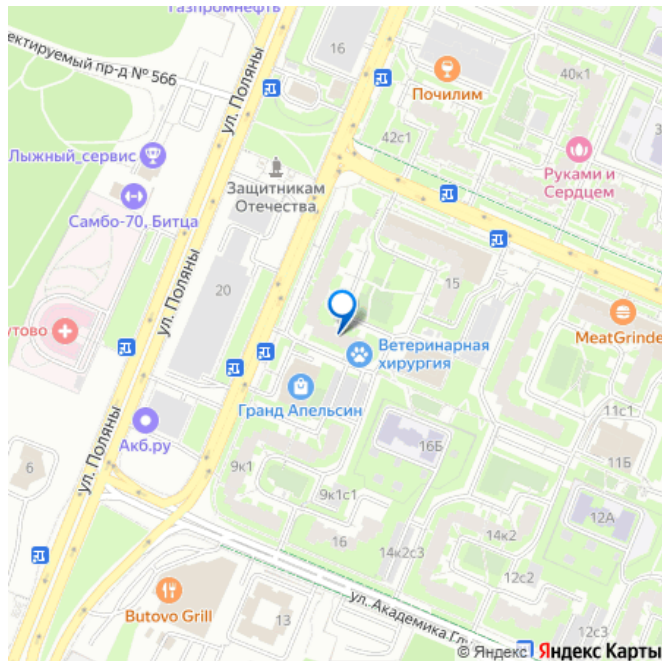 Газпромнефть
ектируемый пр-д № 566
16
ул. Поляны
Почилим
40к1
42с1
Лыжный_сервис
Защитникам
Отечества
Руками и
Сердцем
Самбо-70, Битца
ул. Поляны
20
15
утово
Ветеринарная
хирургия
MeatGrinde
Гранд Апельсин
Акб.ру
11с1
16Б
ул. Поляны
6
9к1
11Б
9к1с1
12А
16
14к2
14к2с3
12с2
Butovo Grill
13
ул. Академика Гл
12с3
© Яндекс Яндекс Карты